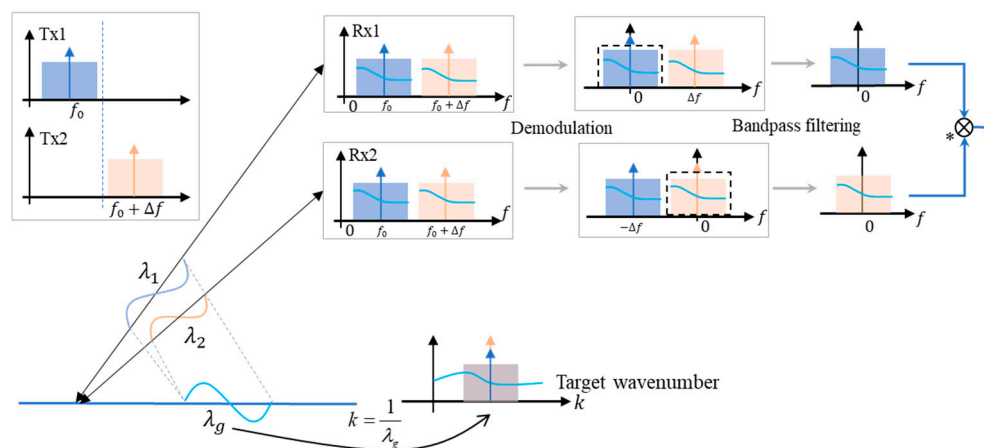 Tx1
f₀
Tx2
f₀ + Δf
Rx1
0 f₀ f₀ + Δf f
Demodulation
0 Δf f
Bandpass filtering
0 f
*
Rx2
0 f₀ f₀ + Δf f
−Δf 0 f
0 f
λ₁
λ₂
λg
k = 1/λg
Target wavenumber
k